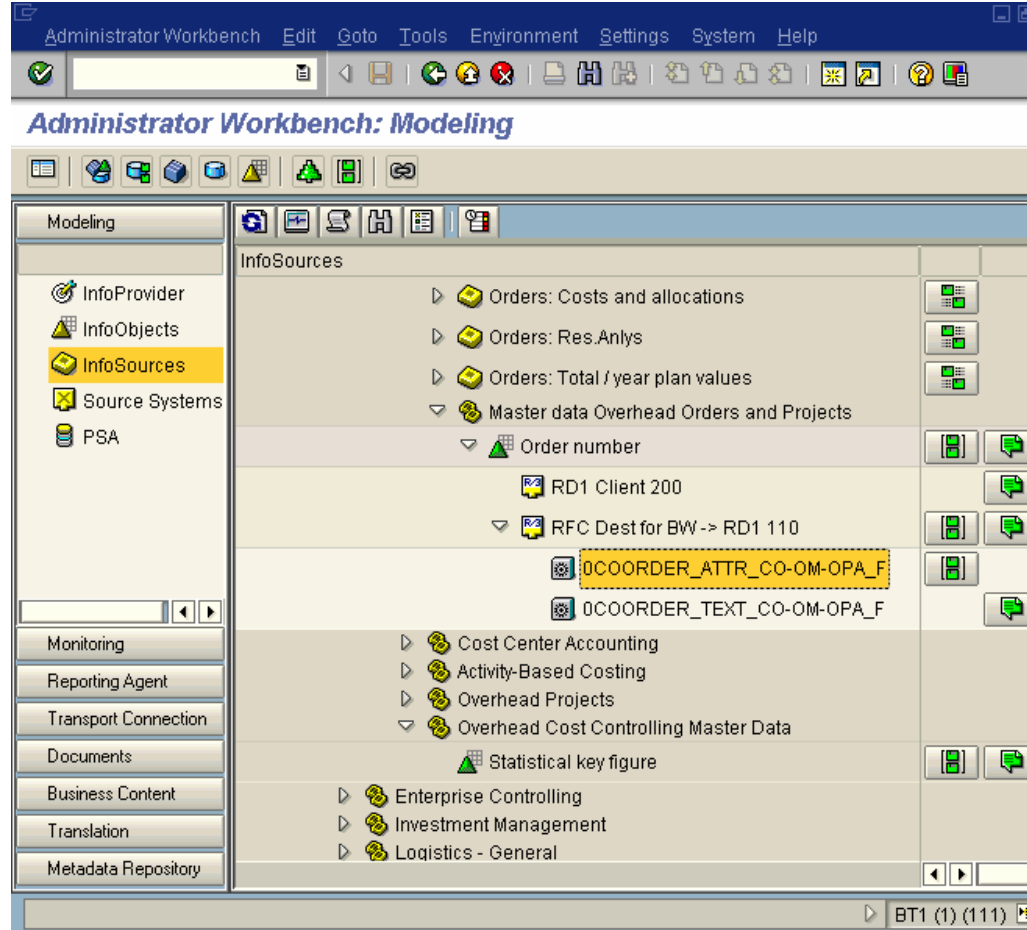 Administrator Workbench Edit Goto Tools Environment Settings System Help
Administrator Workbench: Modeling
Modeling
InfoProvider
InfoObjects
InfoSources
Source Systems
PSA
Monitoring
Reporting Agent
Transport Connection
Documents
Business Content
Translation
Metadata Repository
InfoSources
Orders: Costs and allocations
Orders: Res.Anlys
Orders: Total / year plan values
Master data Overhead Orders and Projects
Order number
RD1 Client 200
RFC Dest for BW -> RD1 110
0COORDER_ATTR_CO-OM-OPA_F
0COORDER_TEXT_CO-OM-OPA_F
Cost Center Accounting
Activity-Based Costing
Overhead Projects
Overhead Cost Controlling Master Data
Statistical key figure
Enterprise Controlling
Investment Management
Logistics - General
BT1 (1) (111)